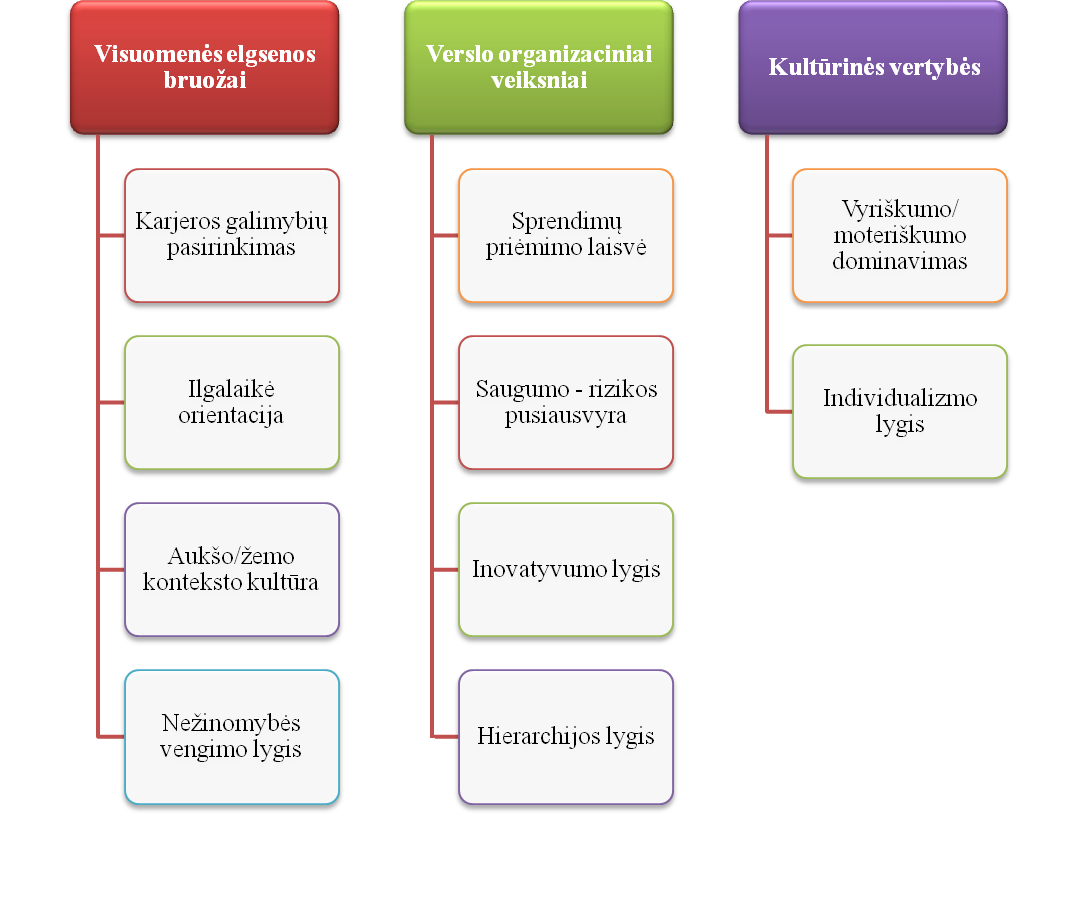 Visuomenės elgsenos
bruožai
Karjeros galimybių
pasirinkimas
Ilgalaikė
orientacija
Aukšo/žemo
konteksto kultūra
Nežinomybės
vengimo lygis
Verslo organizaciniai
veiksniai
Sprendimų
priėmimo laisvė
Saugumo - rizikos
pusiausvyra
Inovatyvumo lygis
Hierarchijos lygis
Kultūrinės vertybės
Vyriškumo/
moteriškumo
dominavimas
Individualizmo
lygis